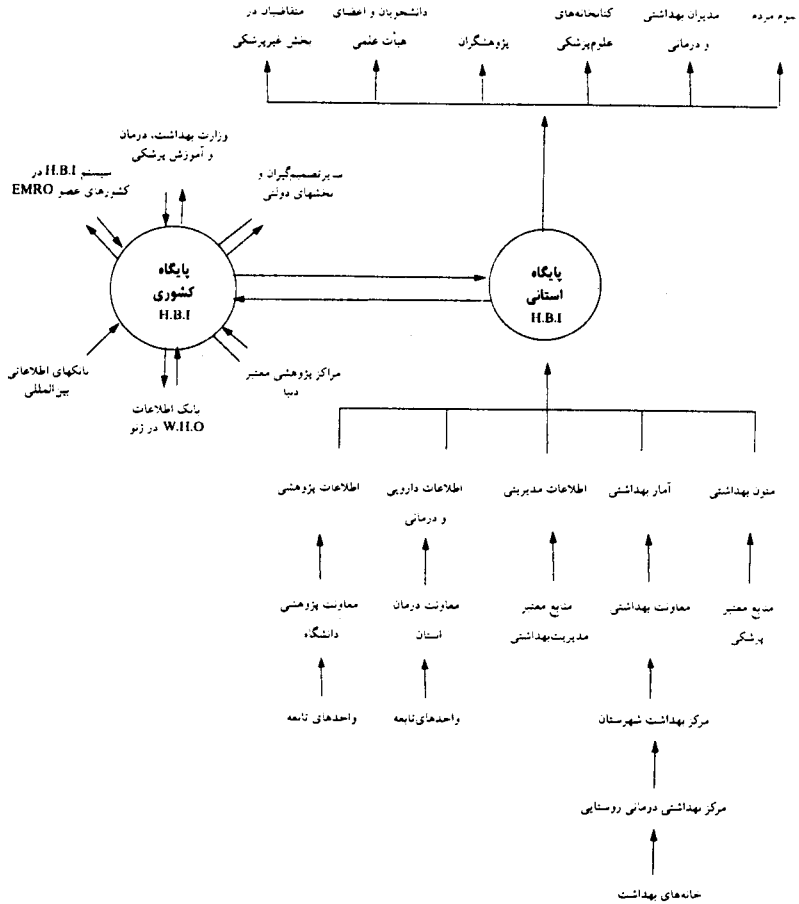 عموم مردم
مدیران بهداشتی
و درمانی
کتابخانه‌های
علوم‌پزشکی
پژوهشگران
دانشجویان و اعضای
هیأت علمی
متقاضیان در
بخش غیرپزشکی
وزارت بهداشت، درمان
و آموزش پزشکی
سایرتصمیم‌گیران و
بخشهای دولتی
سیستم H.B.I در
کشورهای عضو EMRO
پایگاه
استانی
H.B.I
پایگاه
کشوری
H.B.I
مراکز پژوهشی معتبر
دنیا
بانکهای اطلاعاتی
بین‌المللی
بانک اطلاعات
W.H.O در ژنو
متون بهداشتی
آمار بهداشتی
اطلاعات مدیریتی
اطلاعات دارویی
و درمانی
اطلاعات پژوهشی
منابع معتبر
پزشکی
معاونت بهداشتی
منابع معتبر
مدیریت‌بهداشتی
معاونت درمان
استان
معاونت پژوهشی
دانشگاه
مرکز بهداشت شهرستان
واحدهای‌تابعه
واحدهای تابعه
مرکز بهداشتی درمانی روستایی
خانه‌های بهداشت